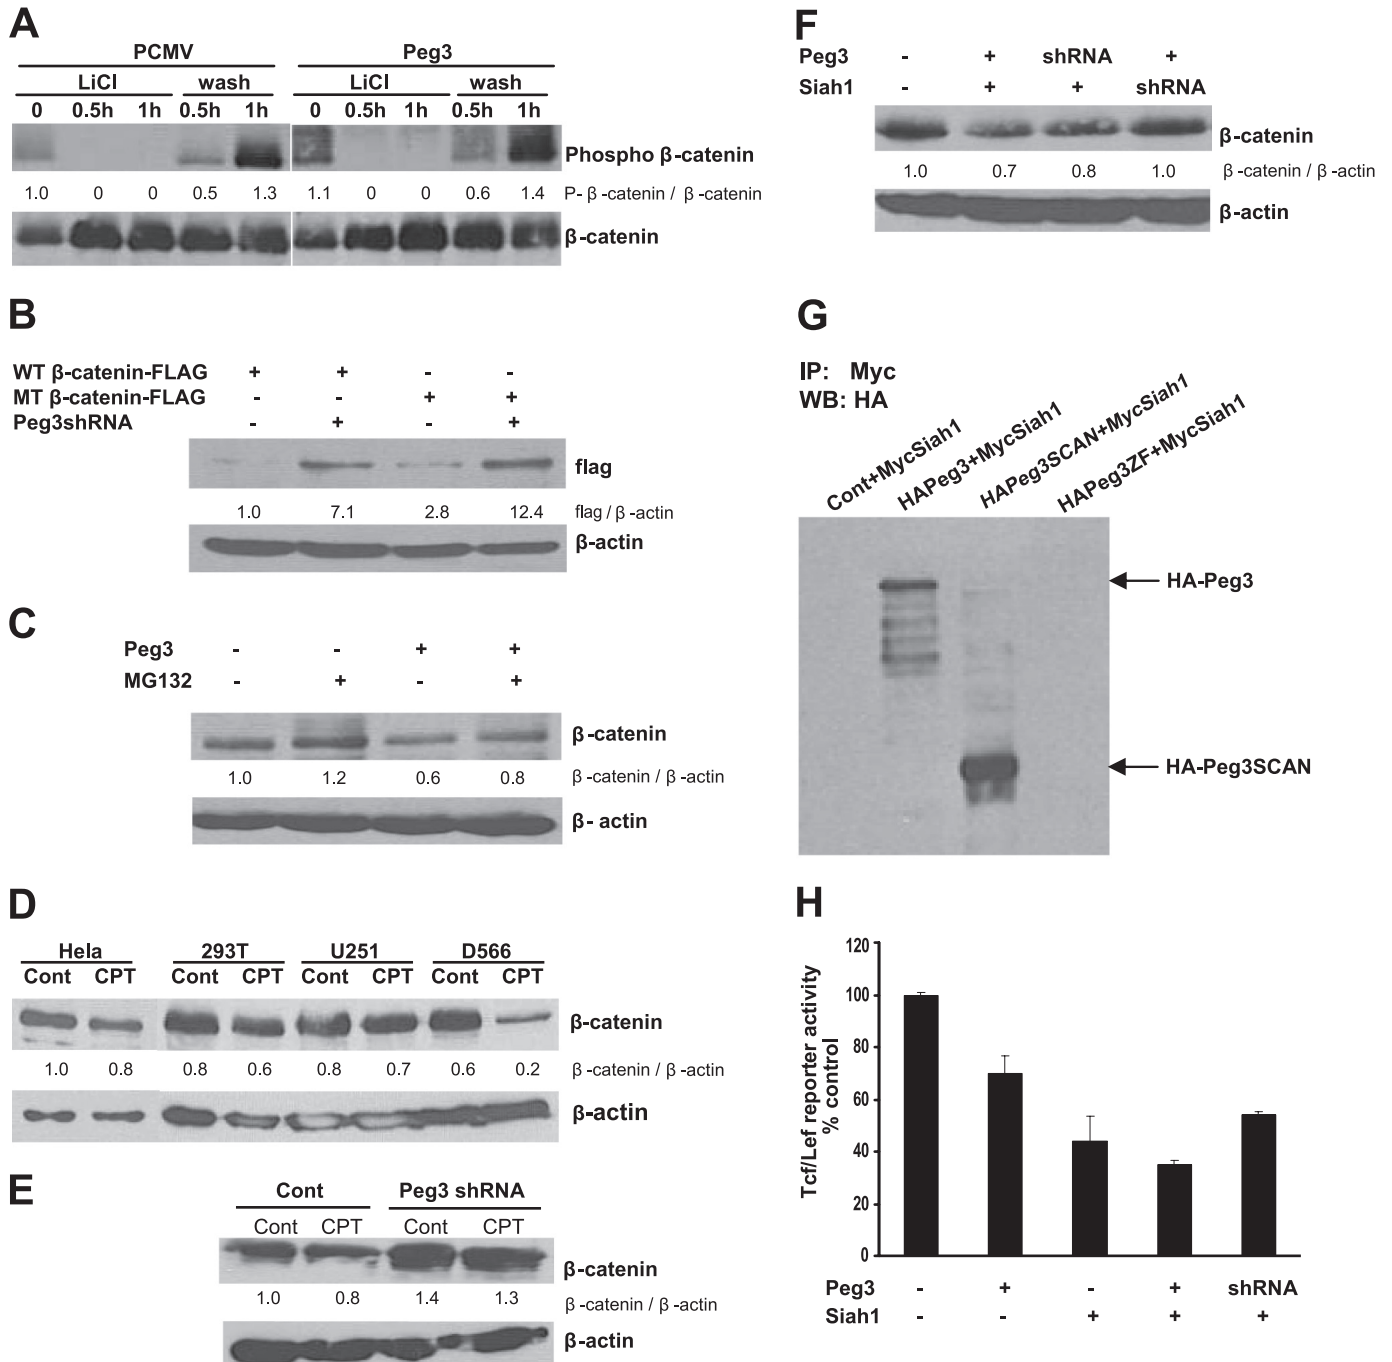 A
PCMV Peg3
LiCl wash LiCl wash
0 0.5h 1h 0.5h 1h 0 0.5h 1h 0.5h 1h
Phospho β-catenin
1.0 0 0 0.5 1.3 1.1 0 0 0.6 1.4 P- β -catenin / β -catenin
β-catenin
B
WT β-catenin-FLAG + + - -
MT β-catenin-FLAG - - + +
Peg3shRNA - + - +
flag
1.0 7.1 2.8 12.4 flag / β -actin
β-actin
C
Peg3 - - + +
MG132 - + - +
β-catenin
1.0 1.2 0.6 0.8 β -catenin / β -actin
β- actin
D
Hela 293T U251 D566
Cont CPT Cont CPT Cont CPT Cont CPT
β-catenin
1.0 0.8 0.8 0.6 0.8 0.7 0.6 0.2 β -catenin / β -actin
β-actin
E
Cont Peg3 shRNA
Cont CPT Cont CPT
β-catenin
1.0 0.8 1.4 1.3 β -catenin / β -actin
β-actin
F
Peg3 - + shRNA +
Siah1 - + + shRNA
β-catenin
1.0 0.7 0.8 1.0 β -catenin / β -actin
β-actin
G
IP: Myc
WB: HA
Cont+MycSiah1
HAPeg3+MycSiah1
HAPeg3SCAN+MycSiah1
HAPeg3ZF+MycSiah1
HA-Peg3
HA-Peg3SCAN
H
Tcf/Lef reporter activity
% control
120
100
80
60
40
20
0
Peg3 - + - + shRNA
Siah1 - - + + +